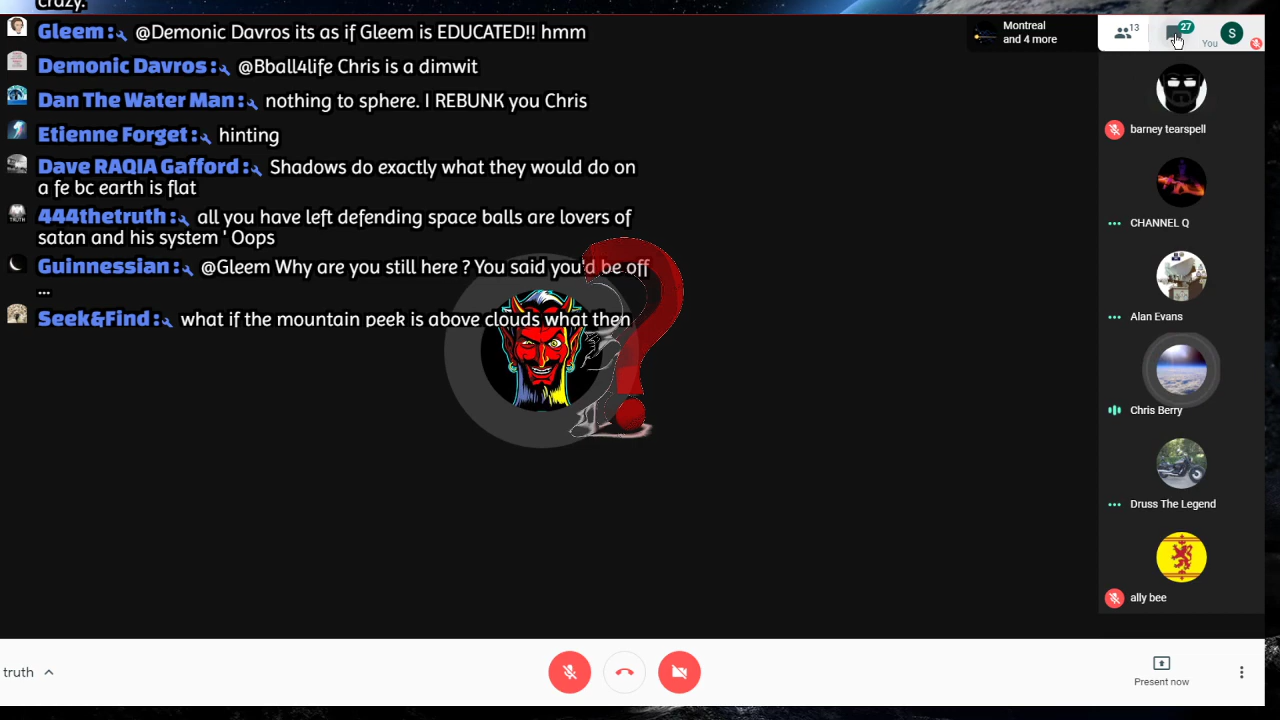 crazy.
Gleem: @Demonic Davros its as if Gleem is EDUCATED!! hmm
Demonic Davros: @Bball4life Chris is a dimwit
Dan The Water Man: nothing to sphere. I REBUNK you Chris
Etienne Forget: hinting
Dave RAQIA Gafford: Shadows do exactly what they would do on
a fe bc earth is flat
444thetruth: all you have left defending space balls are lovers of
satan and his system ' Oops
Guinnessian: @Gleem Why are you still here ? You said you'd be off
...
Seek&Find: what if the mountain peek is above clouds what then
TRUTH
Montreal
and 4 more
13
27
You
S
barney tearspell
CHANNEL Q
Alan Evans
Chris Berry
Druss The Legend
ally bee
truth
Present now